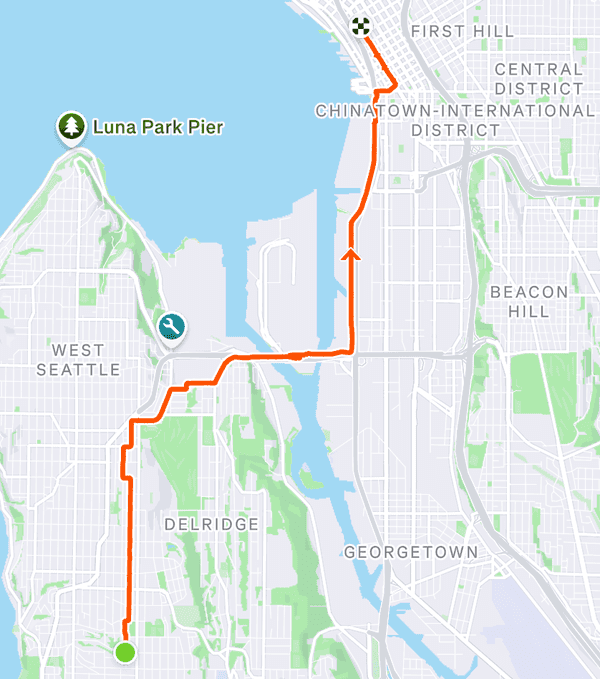 FIRST HILL
CENTRAL
DISTRICT
CHINATOWN-INTERNATIONAL
DISTRICT
Luna Park Pier
BEACON
HILL
WEST
SEATTLE
DELRIDGE
GEORGETOWN